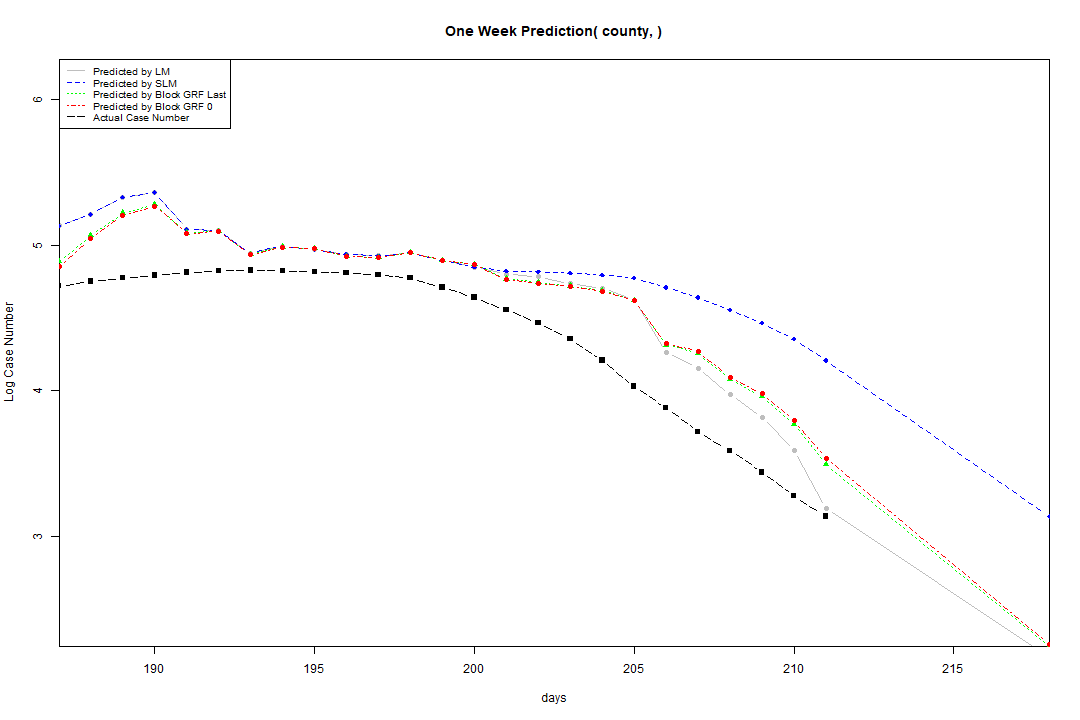 One Week Prediction( county, )
Predicted by LM
Predicted by SLM
Predicted by Block GRF Last
Predicted by Block GRF 0
Actual Case Number
6
5
4
3
Log Case Number
190 195 200 205 210 215
days